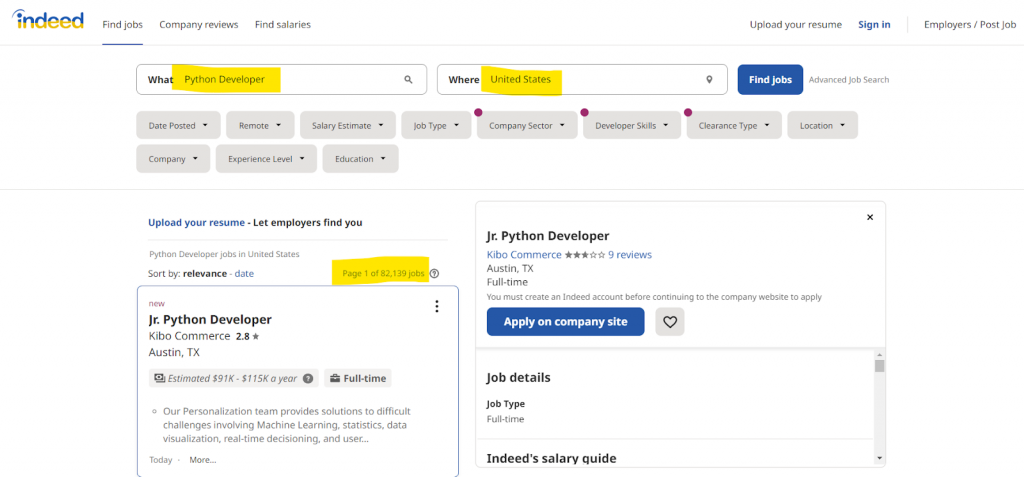 indeed Find jobs Company reviews Find salaries Upload your resume Sign in Employers / Post Job
What Python Developer Where United States Find jobs Advanced Job Search
Date Posted Remote Salary Estimate Job Type Company Sector Developer Skills Clearance Type Location
Company Experience Level Education
Upload your resume - Let employers find you
Python Developer jobs in United States
Sort by: relevance - date Page 1 of 82,139 jobs ?
new
Jr. Python Developer
Kibo Commerce 2.8 ★
Austin, TX
Estimated $91K - $115K a year ? Full-time
Our Personalization team provides solutions to difficult
challenges involving Machine Learning, statistics, data
visualization, real-time decisioning, and user...
Today · More...
Jr. Python Developer
Kibo Commerce ★★★☆☆ 9 reviews
Austin, TX
Full-time
You must create an Indeed account before continuing to the company website to apply
Apply on company site
Job details
Job Type
Full-time
Indeed's salary guide